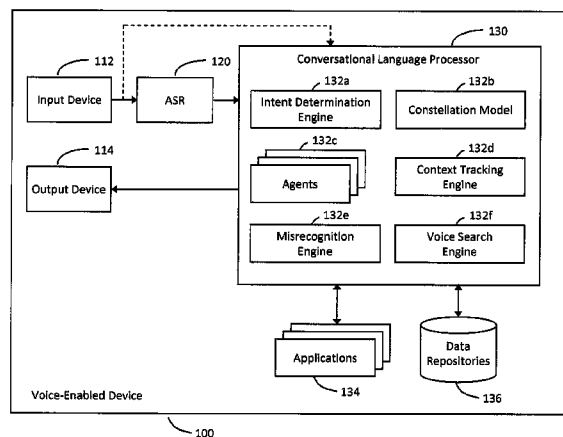 130
112
120
Conversational Language Processor
132a
132b
Input Device
ASR
Intent Determination
Engine
Constellation Model
132c
132d
114
Agents
Context Tracking
Engine
Output Device
132e
132f
Misrecognition
Engine
Voice Search
Engine
Applications
Data
Repositories
134
136
Voice-Enabled Device
100